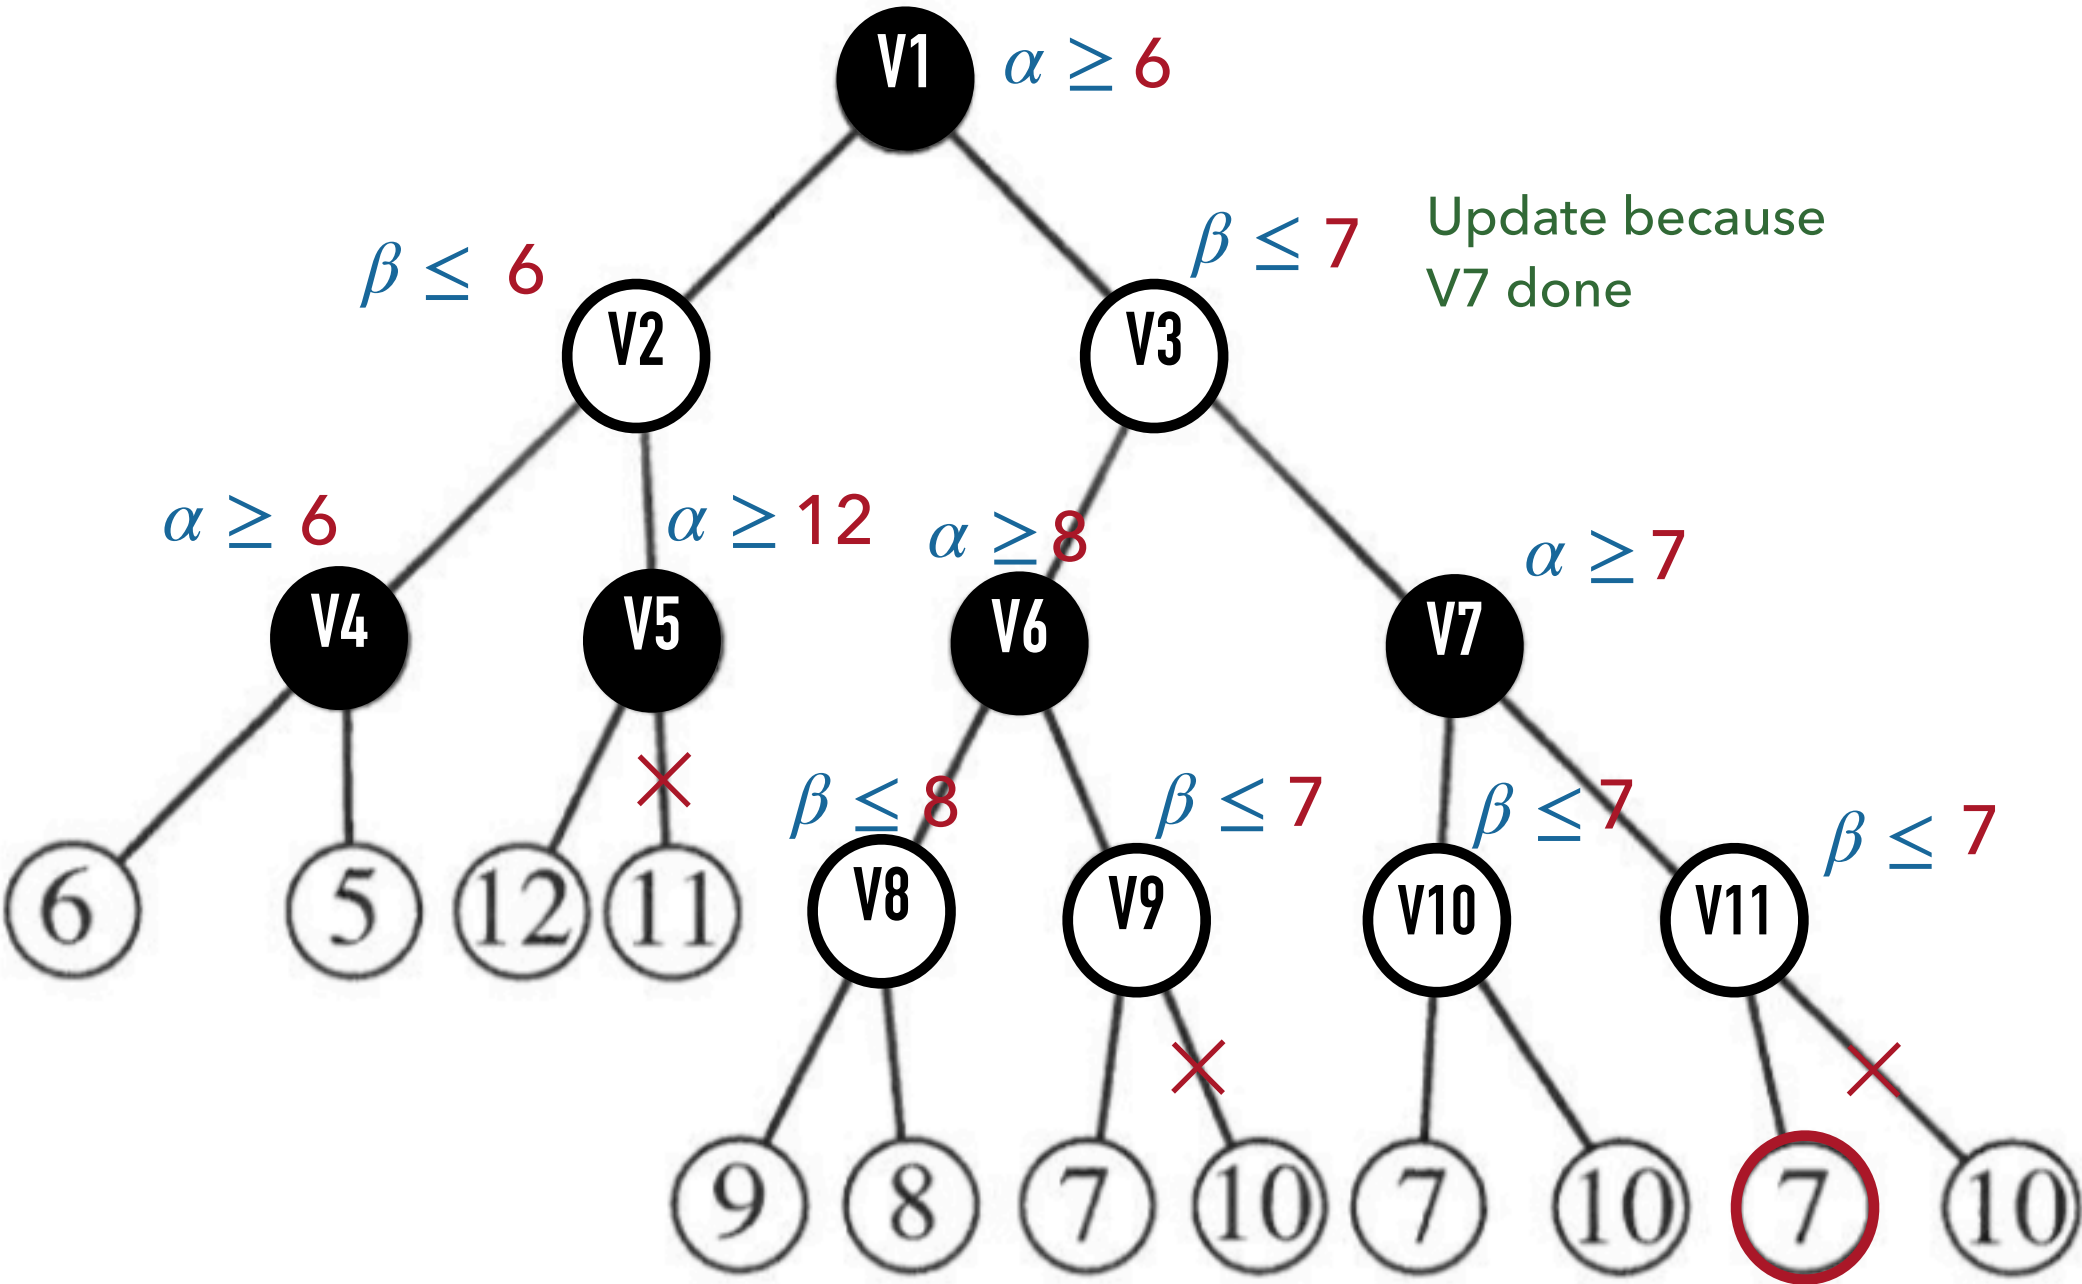 V1
α ≥ 6
β ≤ 6
β ≤ 7
Update because
V7 done
V2
V3
α ≥ 6
α ≥ 12
α ≥ 8
α ≥ 7
V4
V5
V6
V7
β ≤ 8
β ≤ 7
β ≤ 7
β ≤ 7
6
5
12
11
V8
V9
V10
V11
9
8
7
10
7
10
7
10